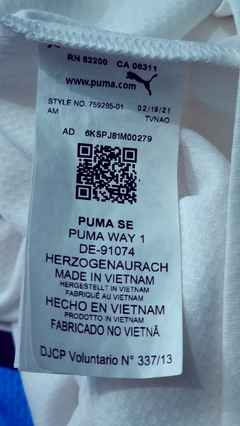 RN 62200 CA 06311
www.puma.com
STYLE NO. 759285-01 02/19/21
AM TVNAO
AD 6KSPJ81M00279
PUMA SE
PUMA WAY 1
DE-91074
HERZOGENAURACH
MADE IN VIETNAM
HERGESTELLT IN VIETNAM
FABRIQUÉ AU VIETNAM
HECHO EN VIETNAM
PRODOTTO IN VIETNAM
FABRICADO NO VIETNÃ
DJCP Voluntario N° 337/13